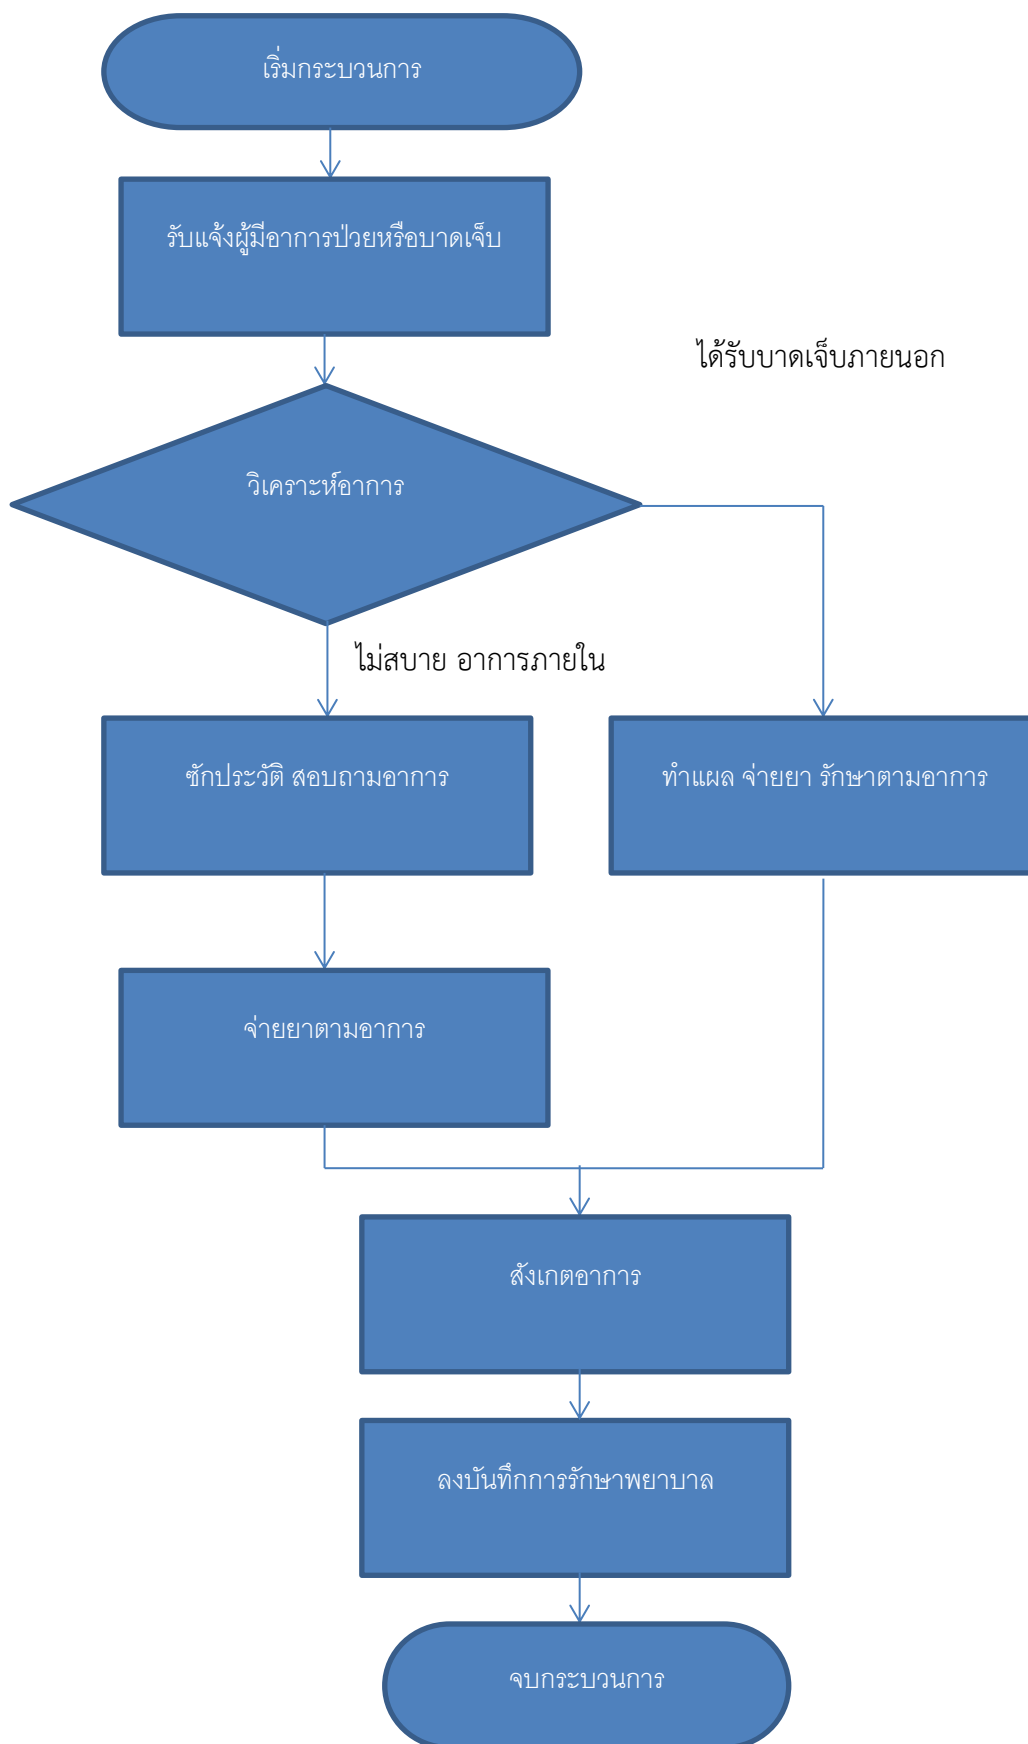 เริ่มกระบวนการ
รับแจ้งผู้มีอาการป่วยหรือบาดเจ็บ
ได้รับบาดเจ็บภายนอก
วิเคราะห์อาการ
ไม่สบาย อาการภายใน
ซักประวัติ สอบถามอาการ
ทำแผล จ่ายยา รักษาตามอาการ
จ่ายยาตามอาการ
สังเกตอาการ
ลงบันทึกการรักษาพยาบาล
จบกระบวนการ